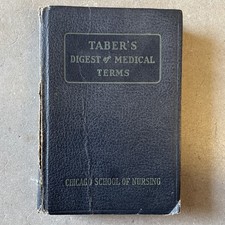 TABER'S
DIGEST of MEDICAL
TERMS
CHICAGO SCHOOL OF NURSING